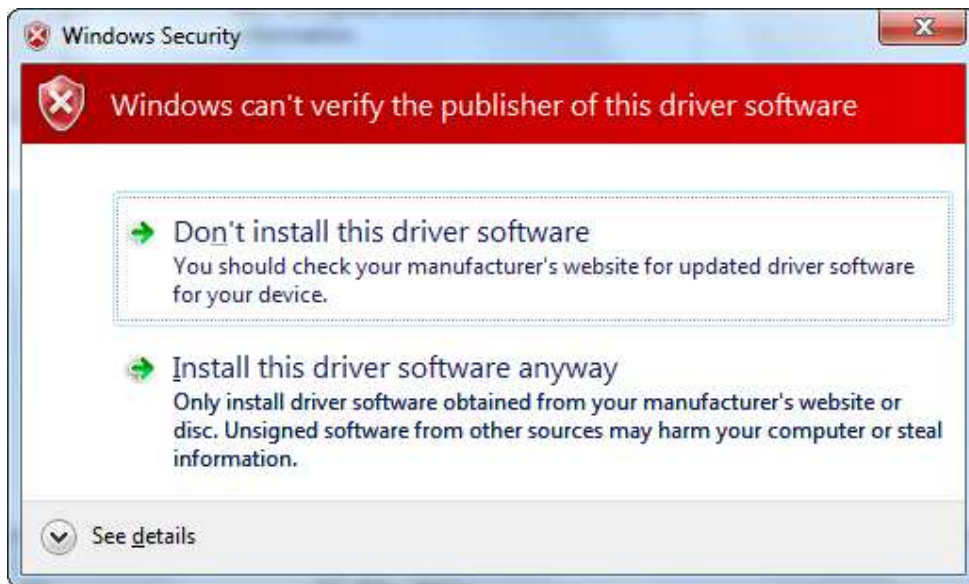 Windows Security
Windows can't verify the publisher of this driver software
Don't install this driver software
You should check your manufacturer's website for updated driver software
for your device.
Install this driver software anyway
Only install driver software obtained from your manufacturer's website or
disc. Unsigned software from other sources may harm your computer or steal
information.
See details